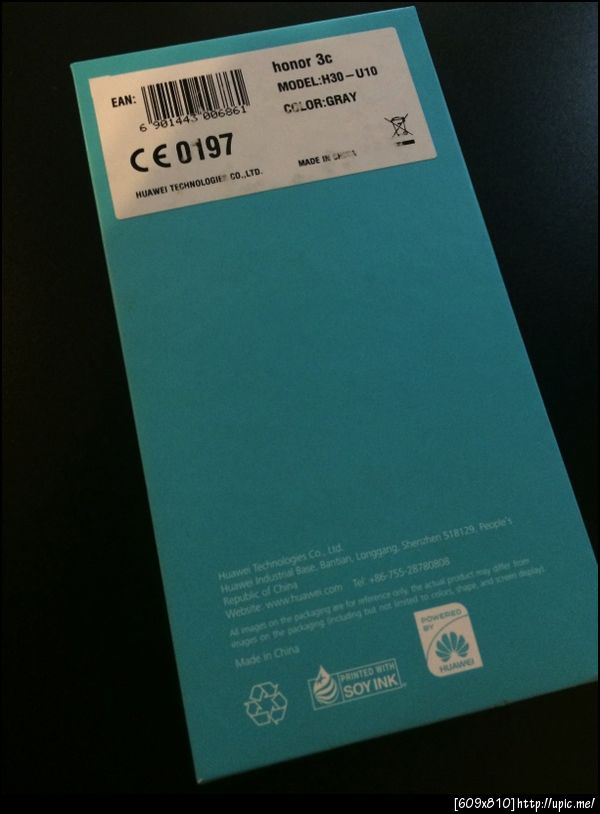 EAN:
6 901443 006861
honor 3c
MODEL:H30-U10
COLOR:GRAY
CE 0197
HUAWEI TECHNOLOGIES CO.,LTD.
MADE IN CHINA
Huawei Technologies Co., Ltd.
Huawei Industrial Base, Bantian, Longgang, Shenzhen 518129, People's
Republic of China
Website: www.huawei.com Tel: +86-755-28780808
All images on the packaging are for reference only, the actual product may differ from
images on the packaging (including but not limited to colors, shape, and screen display).
Made in China
PRINTED WITH
SOY INK
POWERED
BY
HUAWEI
[609x810]http://upic.me/